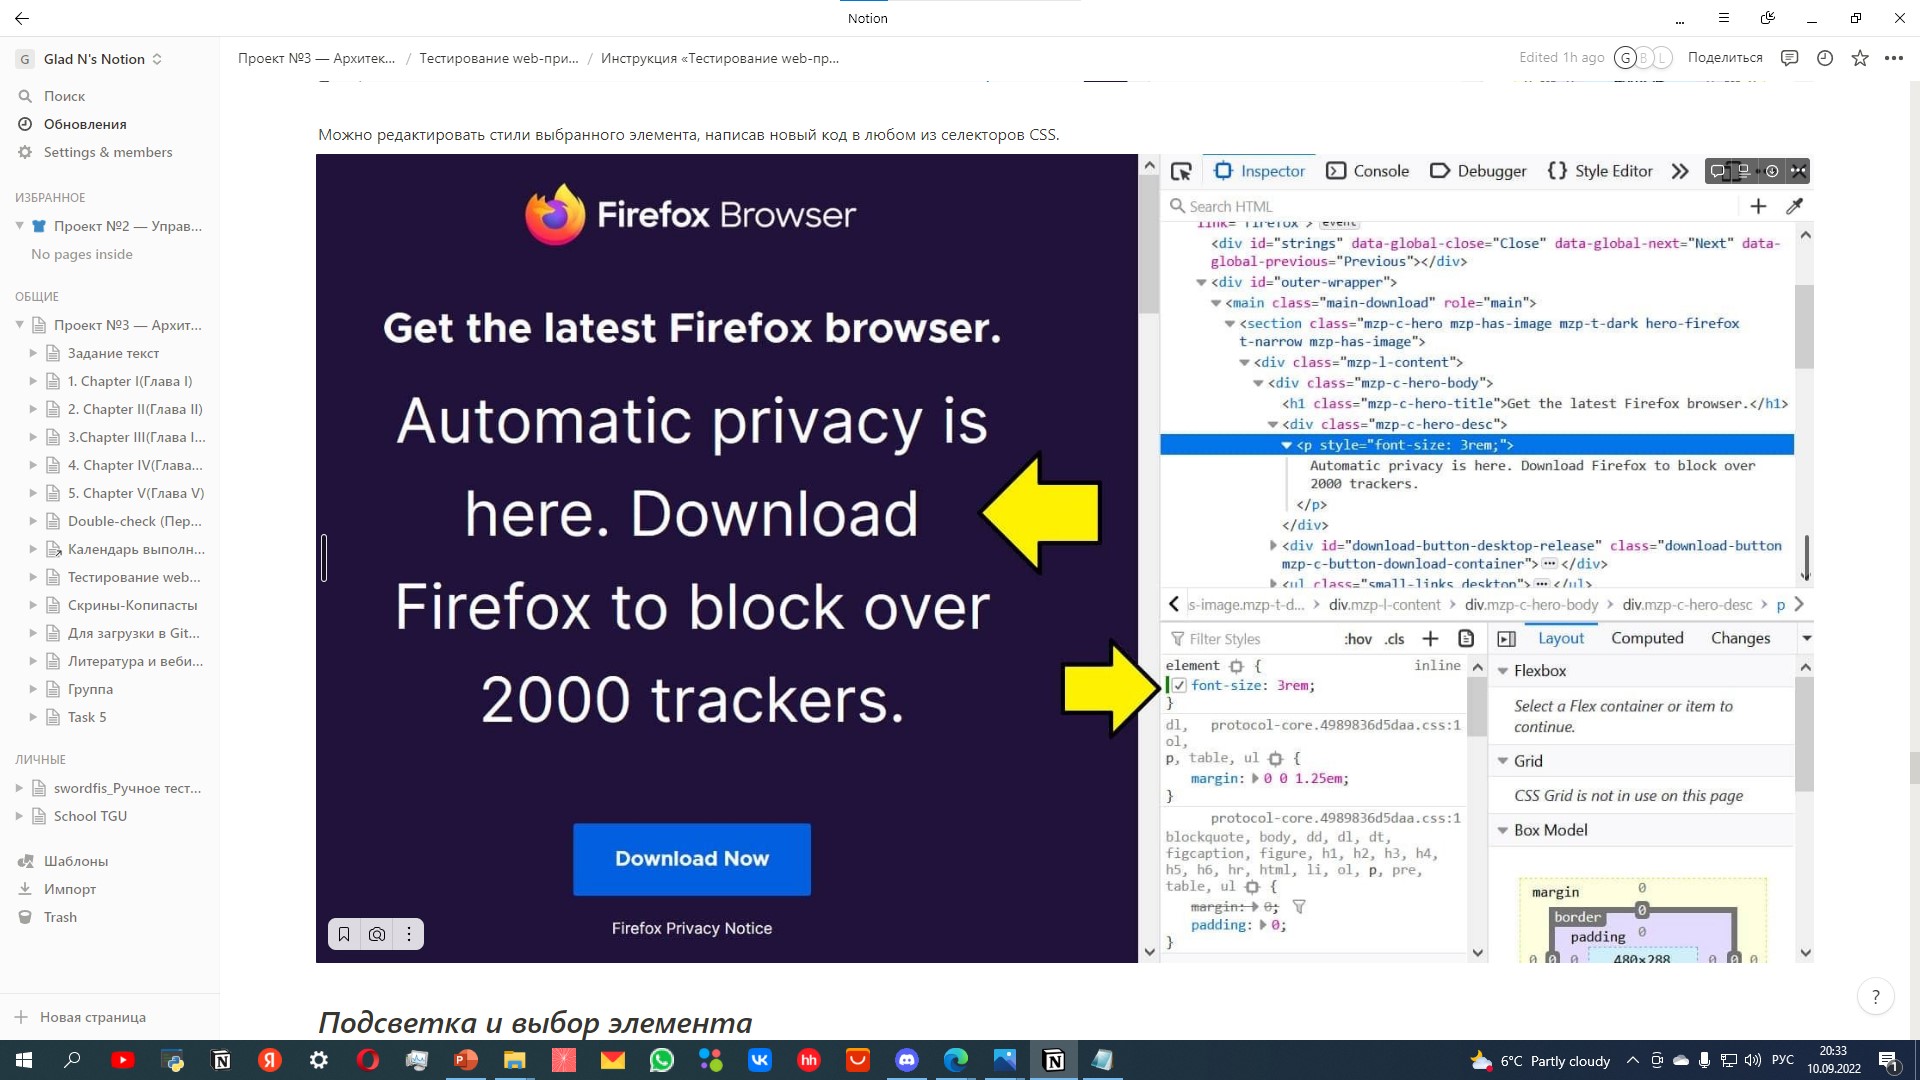 Notion
Glad N's Notion
Проект №3 — Архитек... / Тестирование web-при... / Инструкция «Тестирование web-пр...
Edited 1h ago
G B L
Поделиться
Поиск
Обновления
Settings & members
ИЗБРАННОЕ
Проект №2 — Управ...
No pages inside
ОБЩИЕ
Проект №3 — Архит...
Задание текст
1. Chapter I(Глава I)
2. Chapter II(Глава II)
3.Chapter III(Глава I...
4. Chapter IV(Глава...
5. Chapter V(Глава V)
Double-check (Пер...
Календарь выполн...
Тестирование web...
Скрины-Копипасты
Для загрузки в Git...
Литература и веби...
Группа
Task 5
ЛИЧНЫЕ
swordfis_Ручное тест...
School TGU
Шаблоны
Импорт
Trash
Новая страница
Можно редактировать стили выбранного элемента, написав новый код в любом из селекторов CSS.
Firefox Browser
Get the latest Firefox browser.
Automatic privacy is
here. Download
Firefox to block over
2000 trackers.
Download Now
Firefox Privacy Notice
Inspector Console Debugger Style Editor
Search HTML
link="firefox"> event
<div id="strings" data-global-close="Close" data-global-next="Next" data-
global-previous="Previous"></div>
<div id="outer-wrapper">
<main class="main-download" role="main">
<section class="mzp-c-hero mzp-has-image mzp-t-dark hero-firefox
t-narrow mzp-has-image">
<div class="mzp-l-content">
<div class="mzp-c-hero-body">
<h1 class="mzp-c-hero-title">Get the latest Firefox browser.</h1>
<div class="mzp-c-hero-desc">
<p style="font-size: 3rem;">
Automatic privacy is here. Download Firefox to block over
2000 trackers.
</p>
</div>
<div id="download-button-desktop-release" class="download-button
mzp-c-button-download-container"> ⋯ </div>
<ul class="small-links desktop"> ⋯ </ul>
s-image.mzp-t-d... > div.mzp-l-content > div.mzp-c-hero-body > div.mzp-c-hero-desc > p
Filter Styles :hov .cls +
element { inline
font-size: 3rem;
}
dl, protocol-core.4989836d5daa.css:1
ol,
p, table, ul {
margin: 0 0 1.25em;
}
protocol-core.4989836d5daa.css:1
blockquote, body, dd, dl, dt,
figcaption, figure, h1, h2, h3, h4,
h5, h6, hr, html, li, ol, p, pre,
table, ul {
margin: 0;
padding: 0;
}
Layout Computed Changes
Flexbox
Select a Flex container or item to
continue.
Grid
CSS Grid is not in use on this page
Box Model
margin 0
border 0
padding 0
0 0 0 480×288 0 0 0
Подсветка и выбор элемента
?
6°C Partly cloudy
РУС
20:33
10.09.2022
1
hh